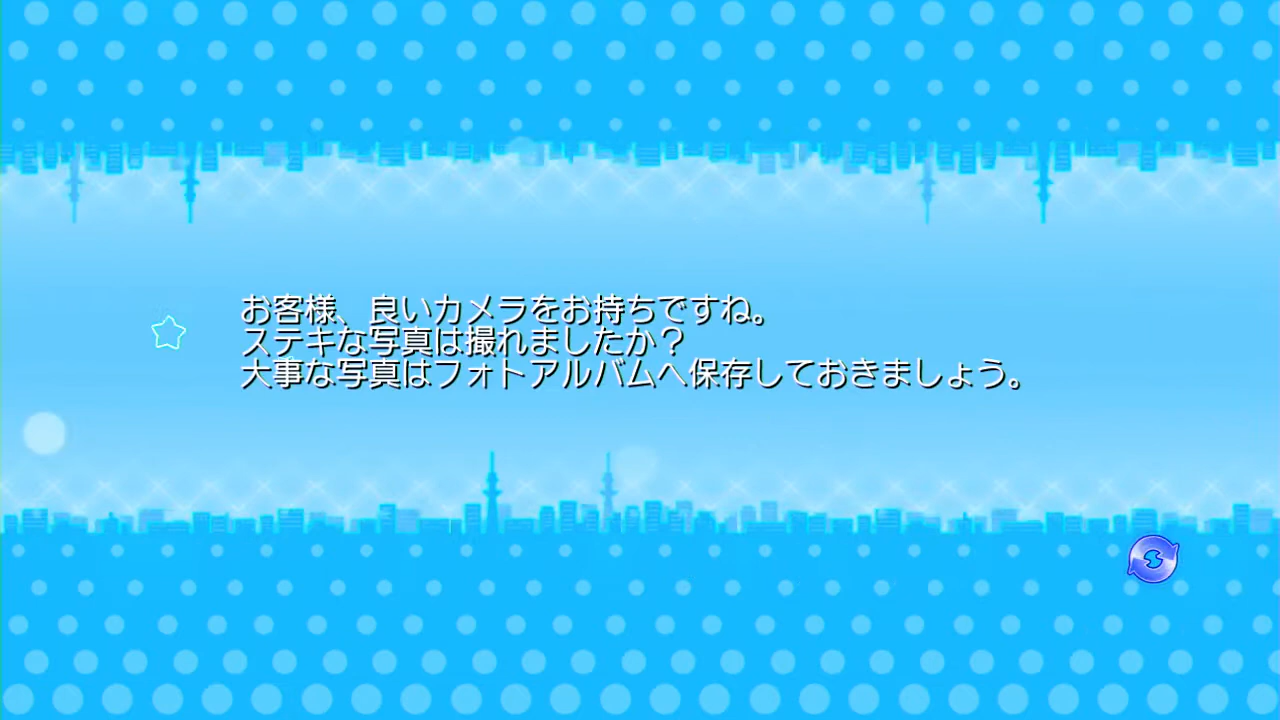 お客様、良いカメラをお持ちですね。
ステキな写真は撮れましたか？
大事な写真はフォトアルバムへ保存しておきましょう。